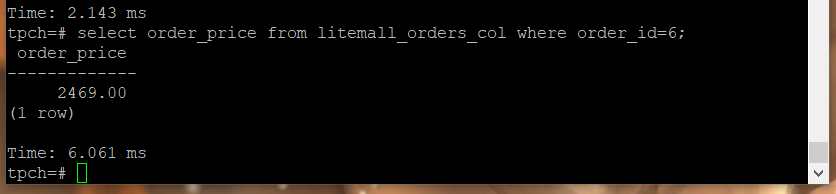 Time: 2.143 ms
tpch=# select order_price from litemall_orders_col where order_id=6;
 order_price
-------------
     2469.00
(1 row)

Time: 6.061 ms
tpch=#